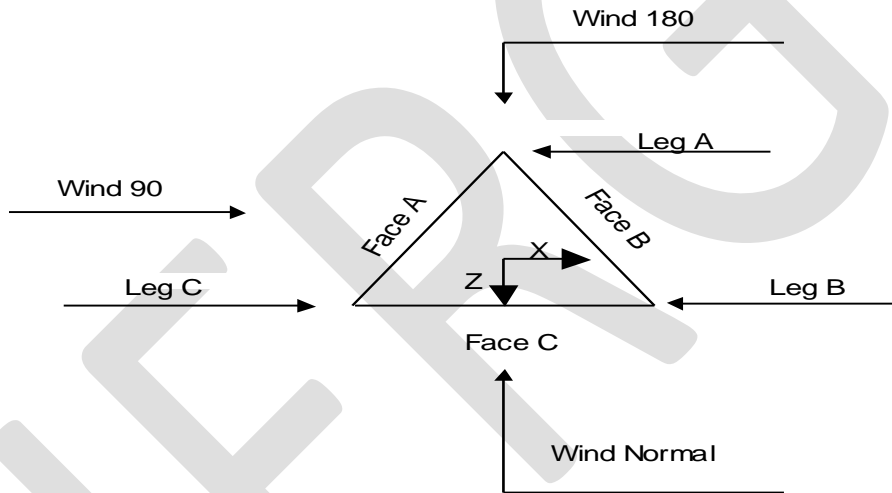 Wind 180
Leg A
Wind 90
Face A
Face B
X
Z
Leg C
Leg B
Face C
Wind Normal